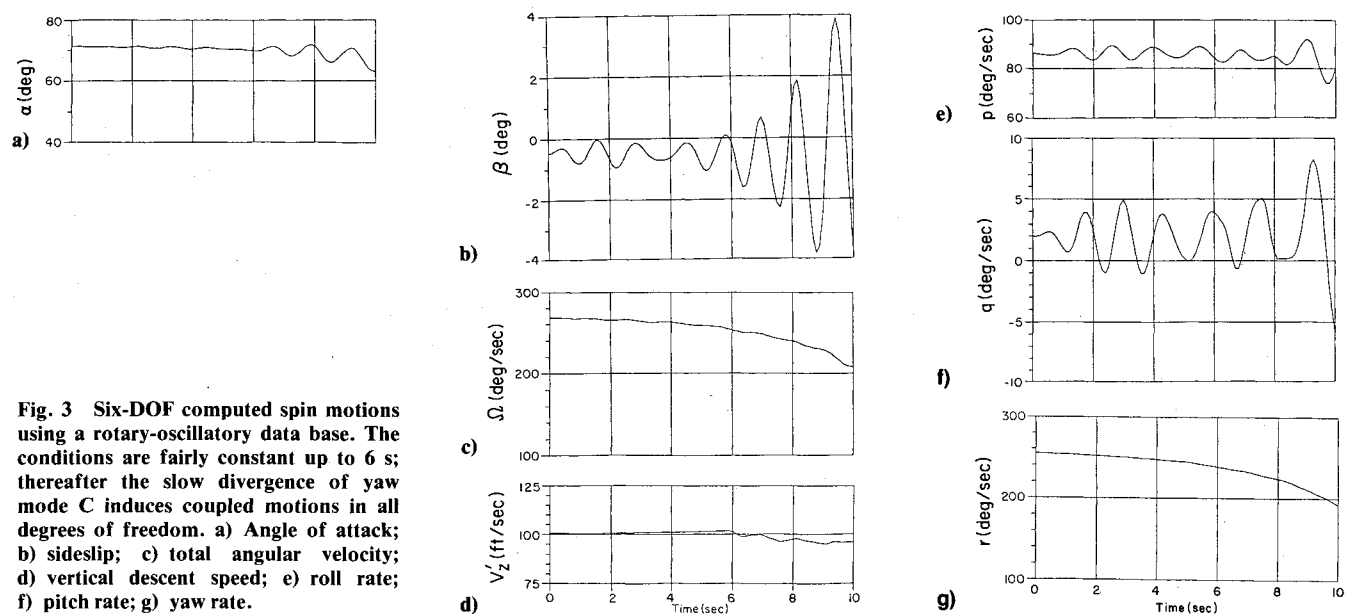 80
60
40
α (deg)
a)
4
2
0
-2
-4
β (deg)
b)
300
200
100
Ω (deg/sec)
c)
125
100
75
V′z (ft/sec)
d)
0 2 4 6 8 10
Time (sec)
100
80
60
p (deg/sec)
e)
10
5
0
-5
-10
q (deg/sec)
f)
300
200
100
r (deg/sec)
g)
0 2 4 6 8 10
Time (sec)
Fig. 3 Six-DOF computed spin motions
using a rotary-oscillatory data base. The
conditions are fairly constant up to 6 s;
thereafter the slow divergence of yaw
mode C induces coupled motions in all
degrees of freedom. a) Angle of attack;
b) sideslip; c) total angular velocity;
d) vertical descent speed; e) roll rate;
f) pitch rate; g) yaw rate.